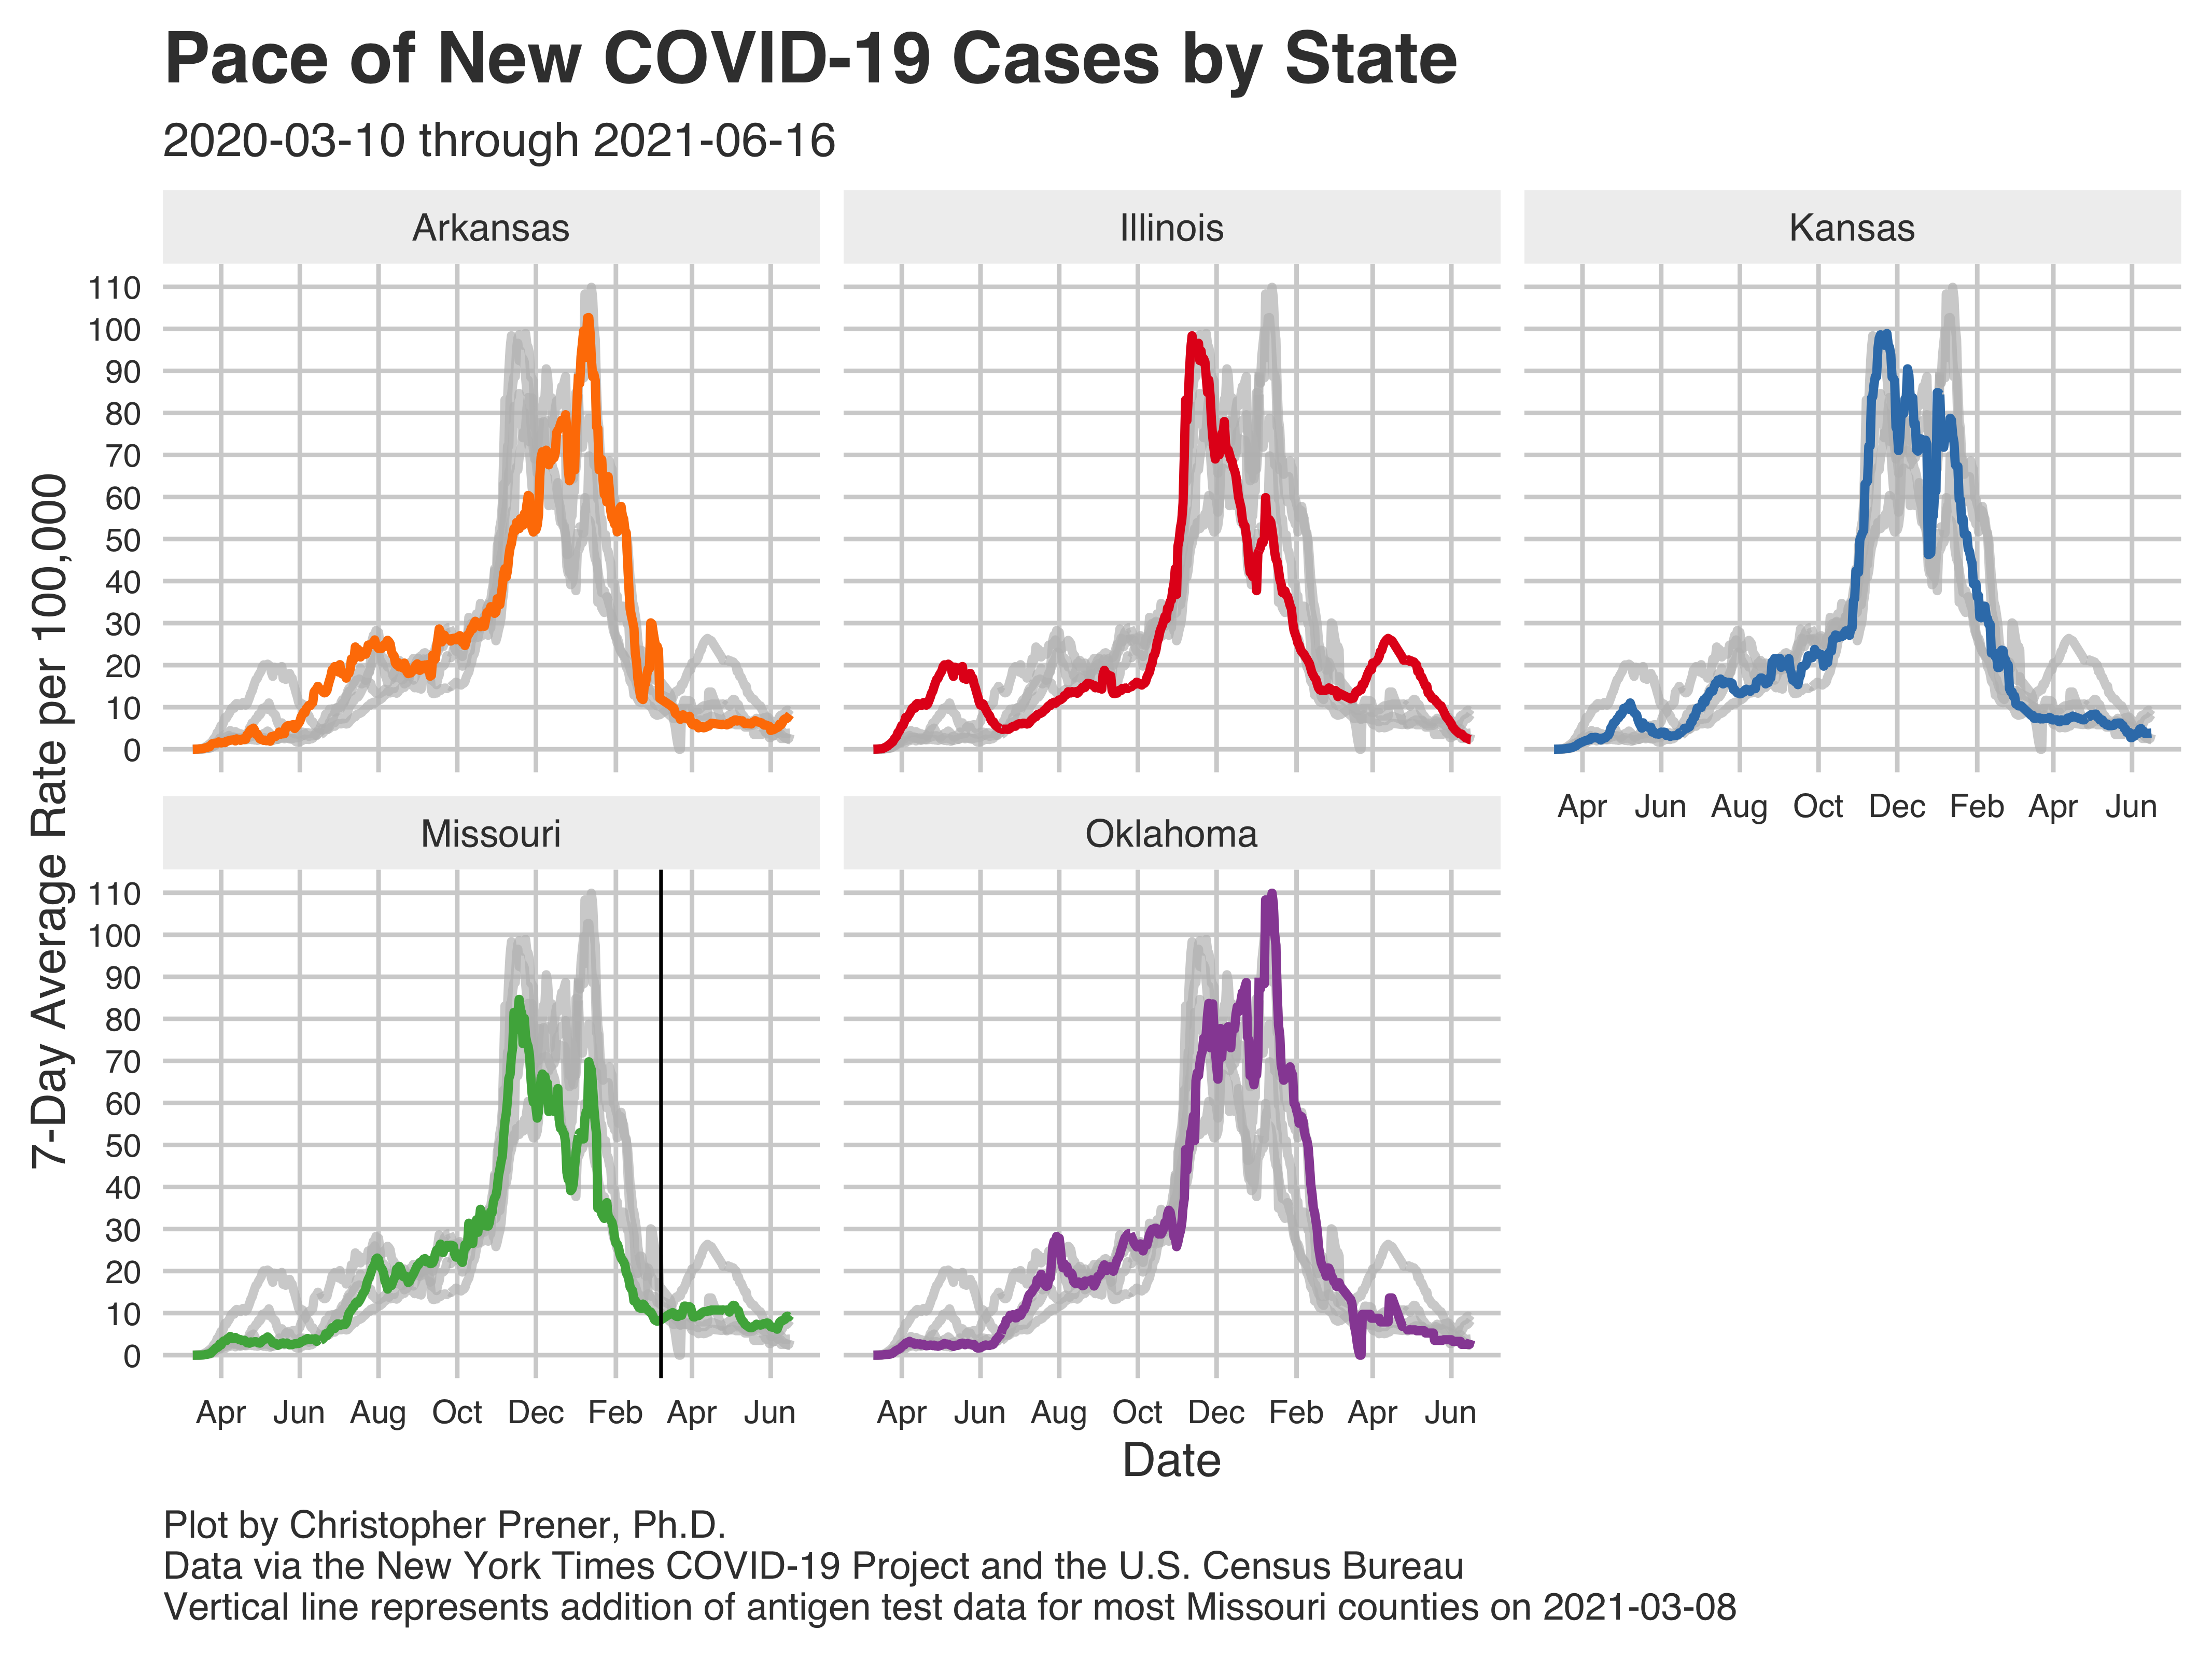 Pace of New COVID-19 Cases by State
2020-03-10 through 2021-06-16
Arkansas
Illinois
Kansas
110
100
90
80
70
60
50
40
30
20
10
0
Apr Jun Aug Oct Dec Feb Apr Jun
7-Day Average Rate per 100,000
Missouri
Oklahoma
110
100
90
80
70
60
50
40
30
20
10
0
Apr Jun Aug Oct Dec Feb Apr Jun
Apr Jun Aug Oct Dec Feb Apr Jun
Date
Plot by Christopher Prener, Ph.D.
Data via the New York Times COVID-19 Project and the U.S. Census Bureau
Vertical line represents addition of antigen test data for most Missouri counties on 2021-03-08